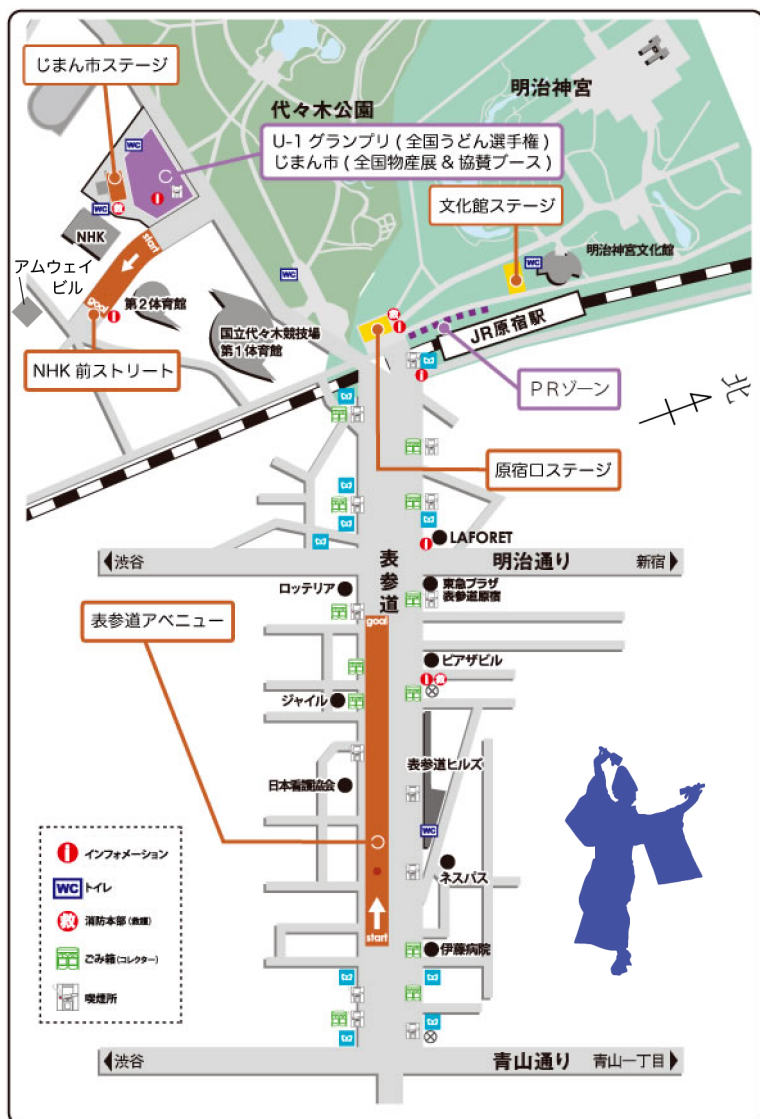 じまん市ステージ
明治神宮
代々木公園
U-1 グランプリ ( 全国うどん選手権 )
じまん市 ( 全国物産展 & 協賛ブース )
WC
文化館ステージ
WC
救
NHK
start
WC
明治神宮文化館
アムウェイ
ビル
goal
第2体育館
WC
国立代々木競技場
第1体育館
救
JR原宿駅
NHK 前ストリート
PRゾーン
北
原宿口ステージ
LAFORET
表参道
渋谷
明治通り
新宿
ロッテリア
東急プラザ
表参道原宿
表参道アベニュー
goal
ピアザビル
救
ジャイル
表参道ヒルズ
日本看護協会
WC
ネスパス
インフォメーション
WC
トイレ
救
消防本部(救護)
ごみ箱(コレクター)
喫煙所
start
伊藤病院
渋谷
青山通り
青山一丁目